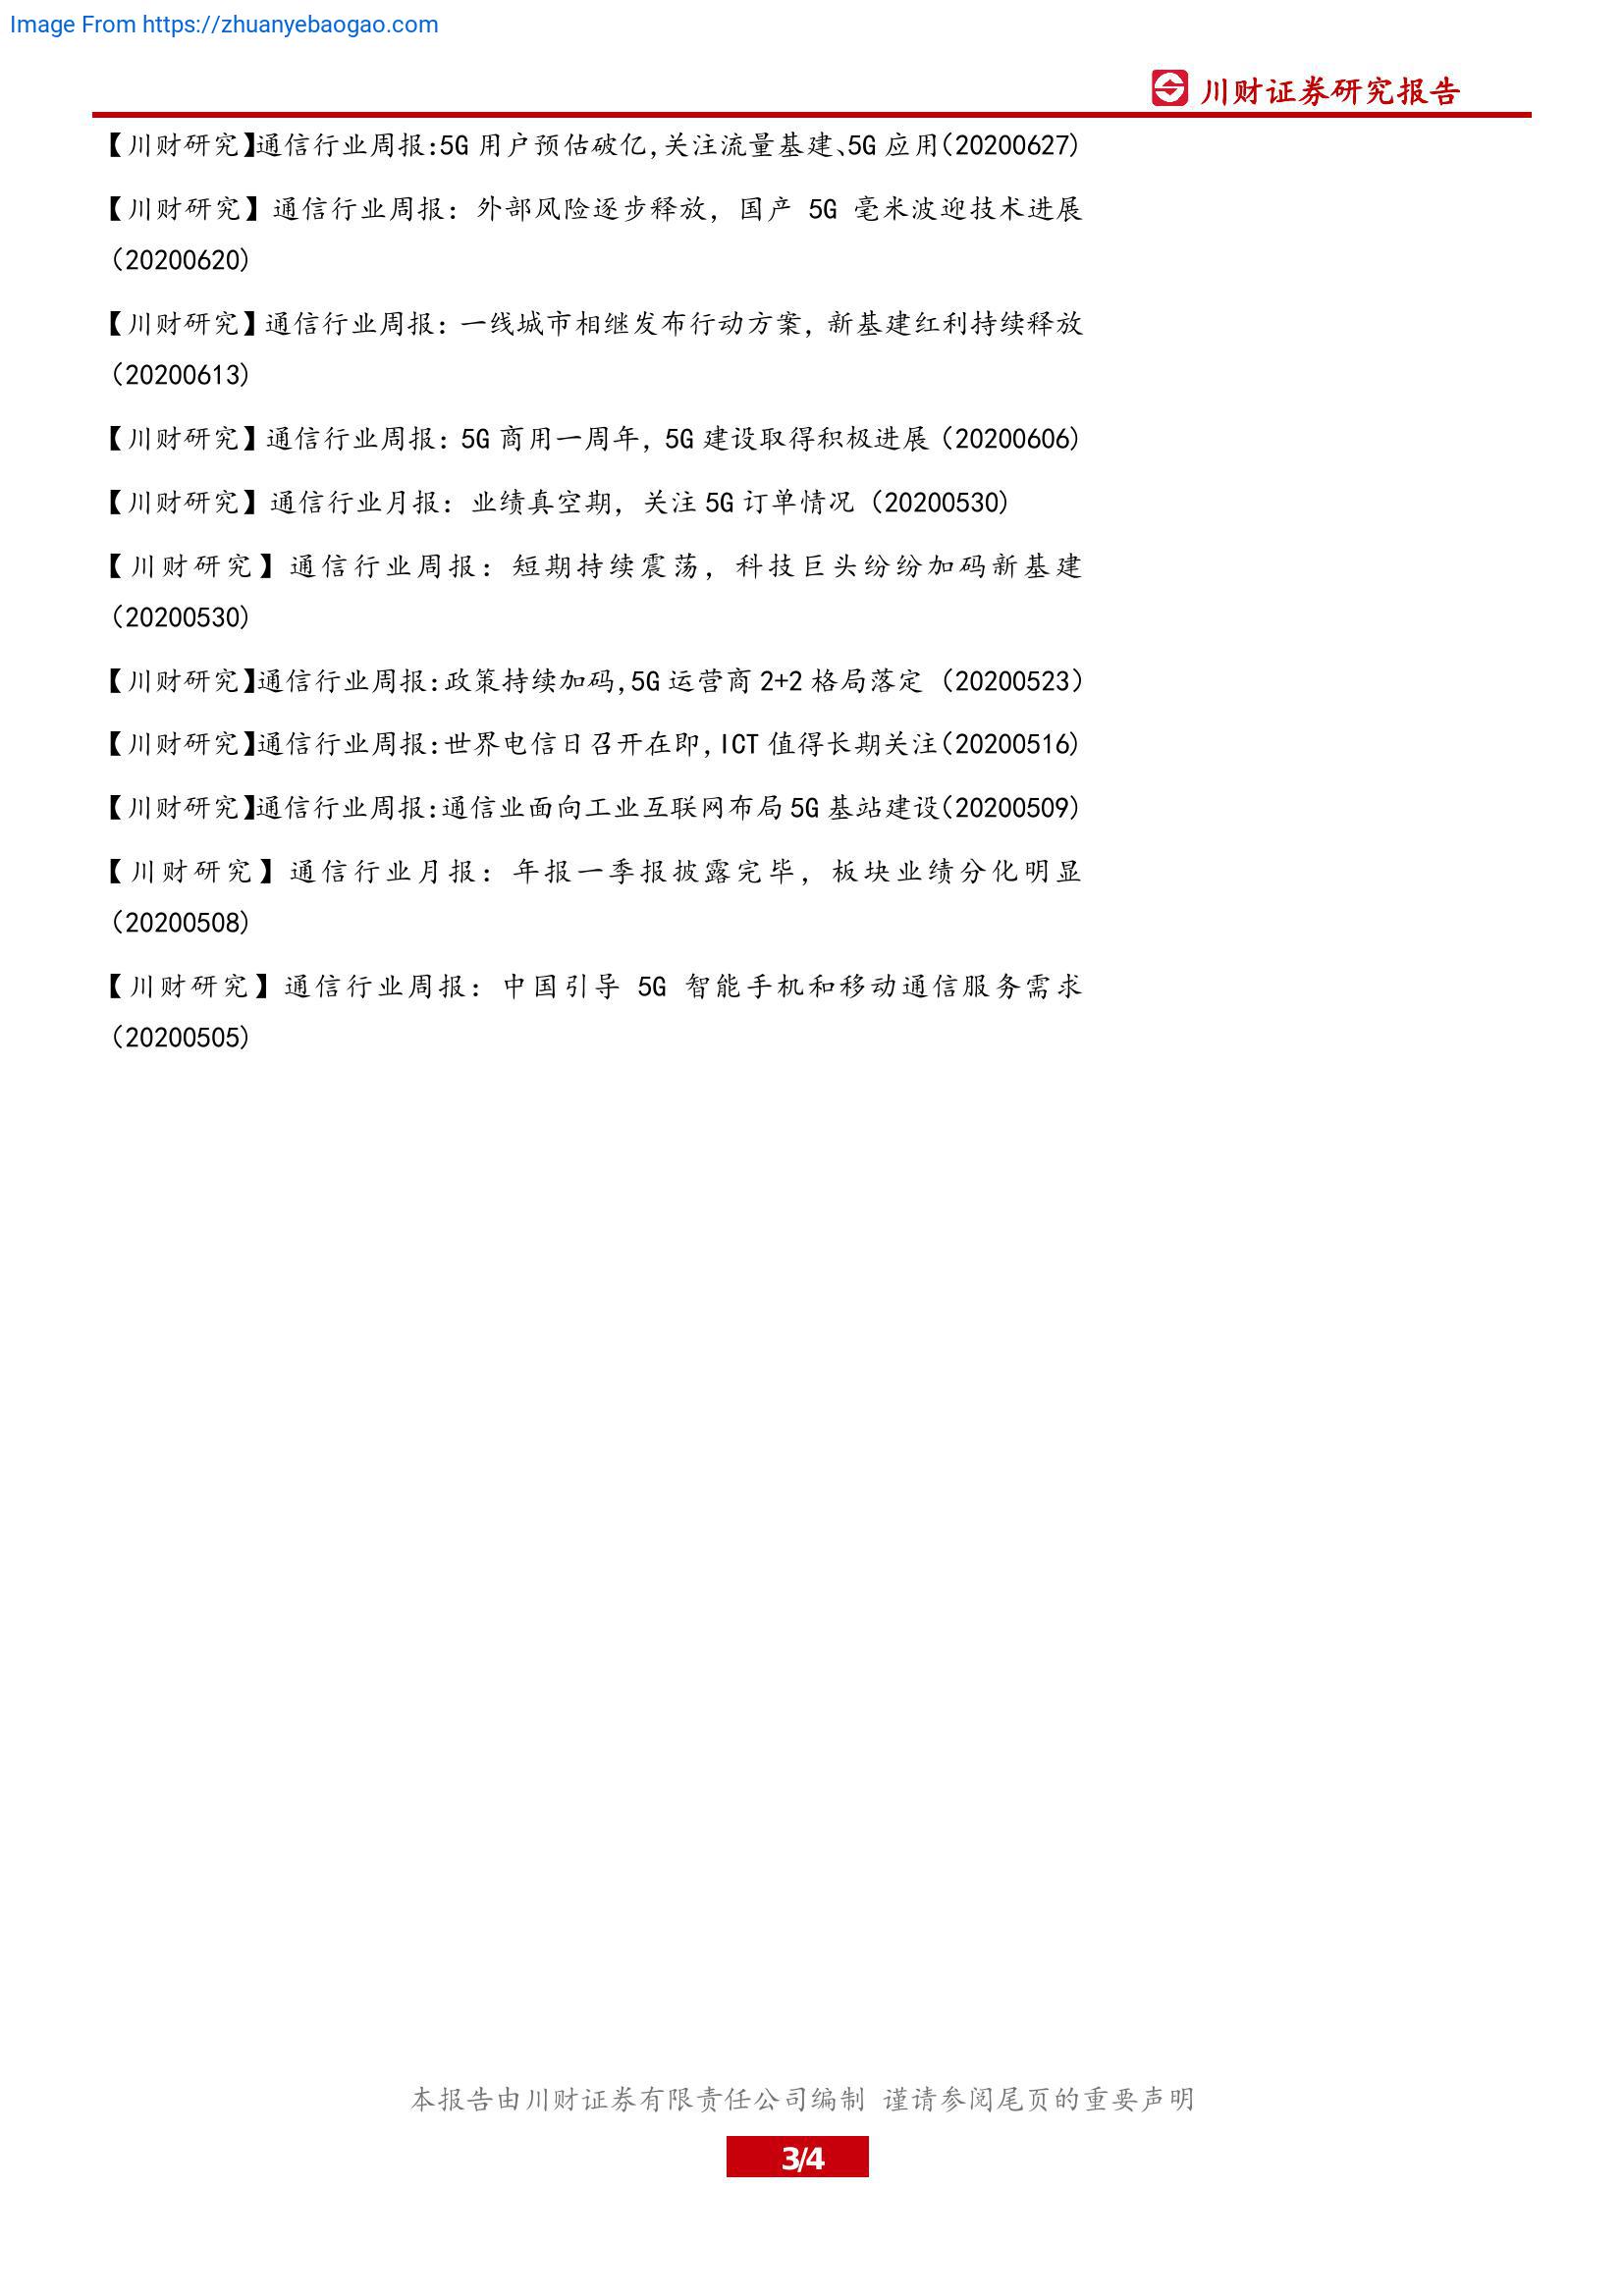 Image From https://zhuanyebaogao.com
川财证券研究报告
【川财研究】通信行业周报:5G 用户预估破亿,关注流量基建、5G 应用(20200627)
【川财研究】通信行业周报：外部风险逐步释放，国产 5G 毫米波迎技术进展
(20200620)
【川财研究】通信行业周报：一线城市相继发布行动方案，新基建红利持续释放
(20200613)
【川财研究】通信行业周报：5G 商用一周年，5G 建设取得积极进展（20200606)
【川财研究】通信行业月报：业绩真空期，关注 5G 订单情况（20200530)
【川财研究】通信行业周报：短期持续震荡，科技巨头纷纷加码新基建
(20200530)
【川财研究】通信行业周报:政策持续加码,5G 运营商 2+2 格局落定（20200523）
【川财研究】通信行业周报:世界电信日召开在即,ICT 值得长期关注(20200516)
【川财研究】通信行业周报:通信业面向工业互联网布局 5G 基站建设(20200509)
【川财研究】通信行业月报：年报一季报披露完毕，板块业绩分化明显
(20200508)
【川财研究】通信行业周报：中国引导 5G 智能手机和移动通信服务需求
(20200505)
本报告由川财证券有限责任公司编制 谨请参阅尾页的重要声明
3/4